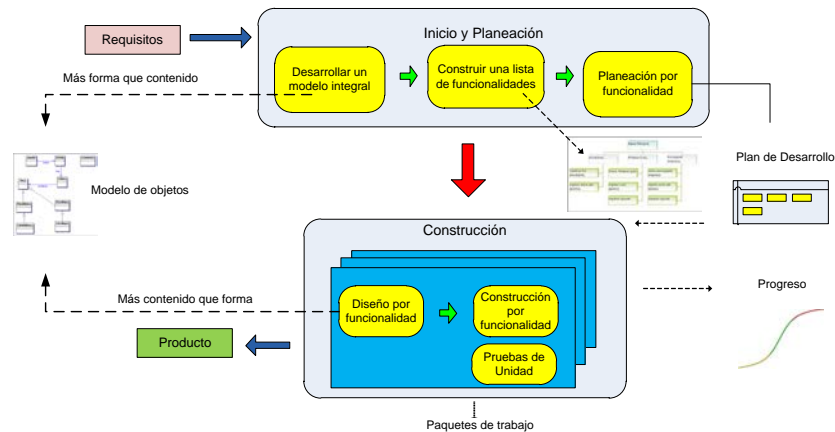 Requisitos
Inicio y Planeación
Desarrollar un
modelo integral
Construir una lista
de funcionalidades
Planeación por
funcionalidad
Más forma que contenido
Modelo de objetos
Plan de Desarrollo
Construcción
Diseño por
funcionalidad
Construcción
por
funcionalidad
Pruebas de
Unidad
Más contenido que forma
Producto
Progreso
Paquetes de trabajo